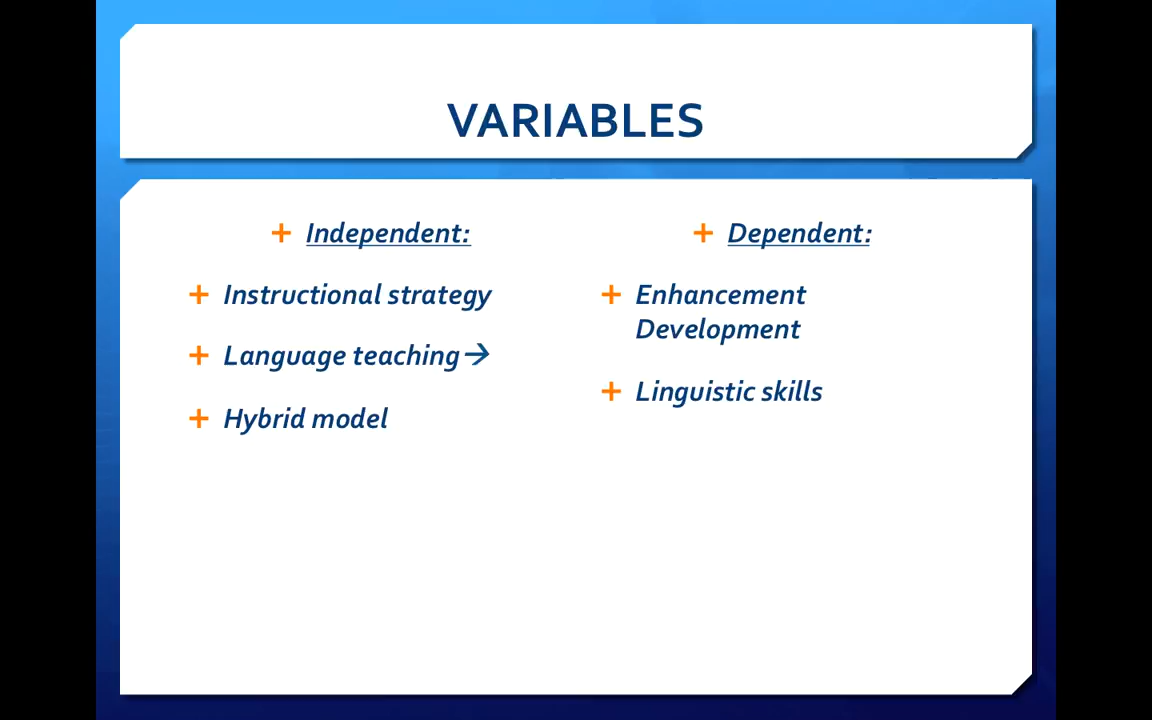 VARIABLES
+ Independent:
+ Instructional strategy
+ Language teaching→
+ Hybrid model
+ Dependent:
+ Enhancement
Development
+ Linguistic skills